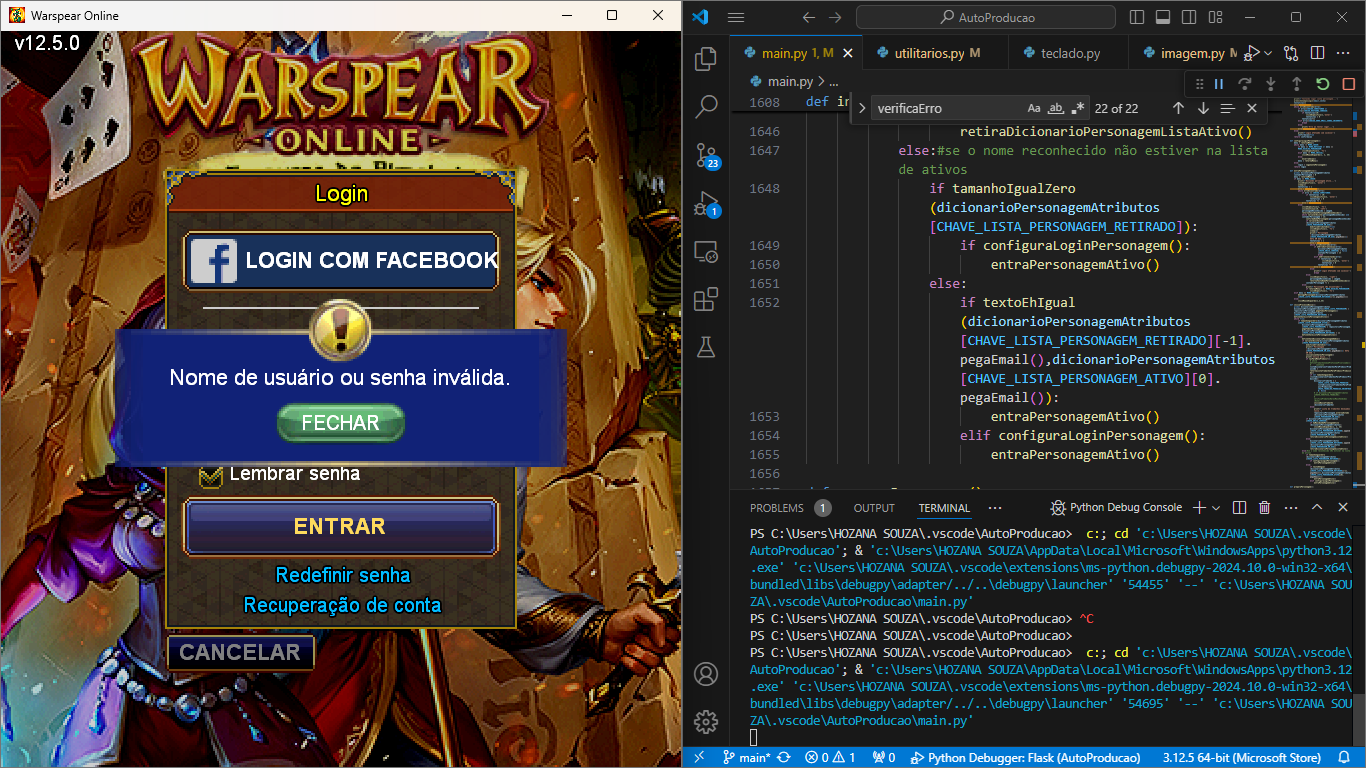 Warspear Online
v12.5.0
WARSPEAR
ONLINE
Login
LOGIN COM FACEBOOK
Nome de usuário ou senha inválida.
FECHAR
Lembrar senha
ENTRAR
Redefinir senha
Recuperação de conta
CANCELAR
AutoProducao
main.py 1, M
utilitarios.py M
teclado.py
imagem.py M
main.py > ...
verificaErro
Aa ab .* 22 of 22
1608 def in
1646 retiraDicionarioPersonagemListaAtivo()
1647 else:#se o nome reconhecido não estiver na lista
de ativos
1648 if tamanhoIgualZero
(dicionarioPersonagemAtributos
[CHAVE_LISTA_PERSONAGEM_RETIRADO]):
1649 if configuraLoginPersonagem():
1650 entraPersonagemAtivo()
1651 else:
1652 if textoEhIgual
(dicionarioPersonagemAtributos
[CHAVE_LISTA_PERSONAGEM_RETIRADO][-1].
pegaEmail(),dicionarioPersonagemAtributos
[CHAVE_LISTA_PERSONAGEM_ATIVO][0].
pegaEmail()):
1653 entraPersonagemAtivo()
1654 elif configuraLoginPersonagem():
1655 entraPersonagemAtivo()
1656
23
1
PROBLEMS 1 OUTPUT TERMINAL ... Python Debug Console
PS C:\Users\HOZANA SOUZA\.vscode\AutoProducao> c:; cd 'c:\Users\HOZANA SOUZA\.vscode\
AutoProducao'; & 'c:\Users\HOZANA SOUZA\AppData\Local\Microsoft\WindowsApps\python3.12
.exe' 'c:\Users\HOZANA SOUZA\.vscode\extensions\ms-python.debugpy-2024.10.0-win32-x64\
bundled\libs\debugpy\adapter/../..\debugpy\launcher' '54455' '--' 'c:\Users\HOZANA SOU
ZA\.vscode\AutoProducao\main.py'
PS C:\Users\HOZANA SOUZA\.vscode\AutoProducao> ^C
PS C:\Users\HOZANA SOUZA\.vscode\AutoProducao>
PS C:\Users\HOZANA SOUZA\.vscode\AutoProducao> c:; cd 'c:\Users\HOZANA SOUZA\.vscode\
AutoProducao'; & 'c:\Users\HOZANA SOUZA\AppData\Local\Microsoft\WindowsApps\python3.12
.exe' 'c:\Users\HOZANA SOUZA\.vscode\extensions\ms-python.debugpy-2024.10.0-win32-x64\
bundled\libs\debugpy\adapter/../..\debugpy\launcher' '54695' '--' 'c:\Users\HOZANA SOU
ZA\.vscode\AutoProducao\main.py'
main* 0 1 0 Python Debugger: Flask (AutoProducao) 3.12.5 64-bit (Microsoft Store)